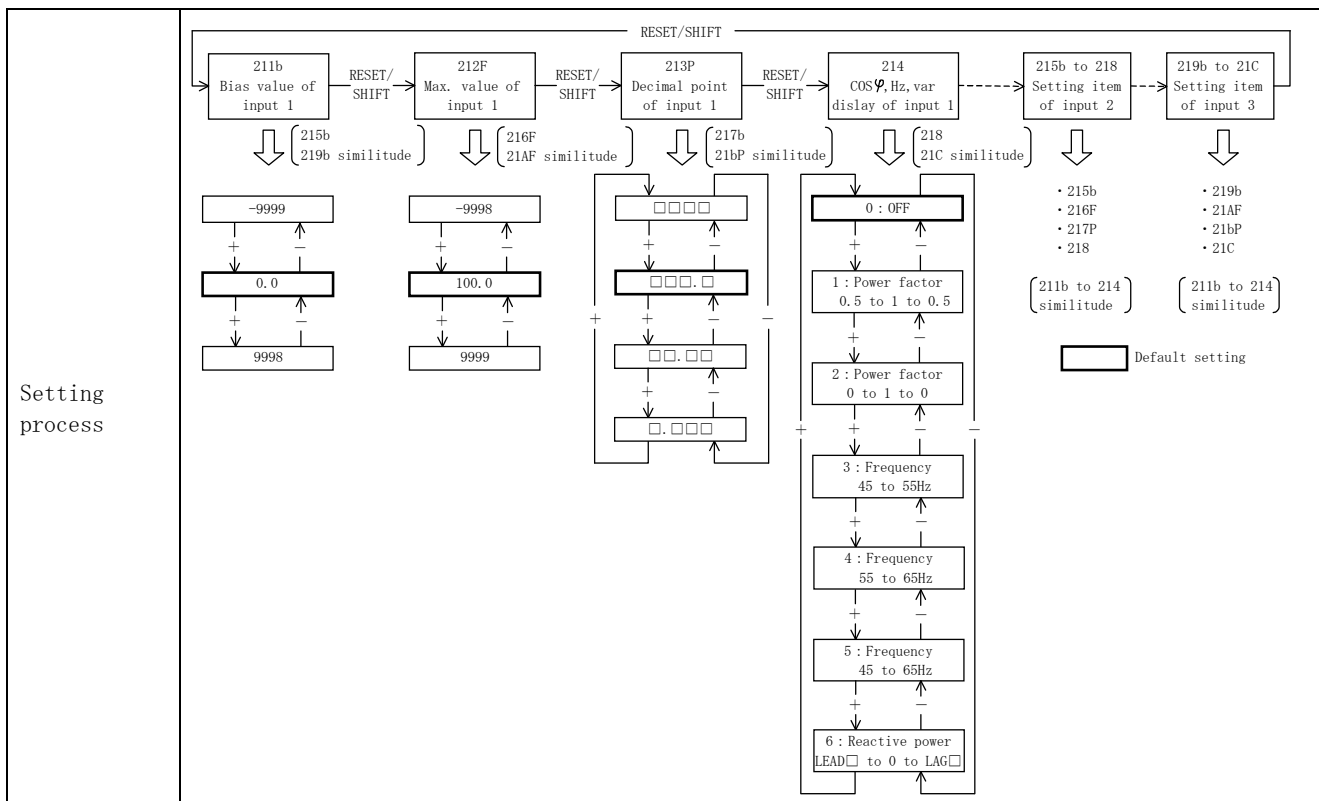 Setting
process
RESET/SHIFT
211b
Bias value of
input 1
RESET/
SHIFT
212F
Max. value of
input 1
RESET/
SHIFT
213P
Decimal point
of input 1
RESET/
SHIFT
214
COSφ,Hz,var
dislay of input 1
215b to 218
Setting item
of input 2
219b to 21C
Setting item
of input 3
215b
219b similitude
216F
21AF similitude
217b
21bP similitude
218
21C similitude
-9999
+ −
0.0
+ −
9998
-9998
+ −
100.0
+ −
9999
□□□□
+ −
□□□.□
+ − + −
□□.□□
+ −
□.□□□
0：OFF
+ −
1：Power factor
0.5 to 1 to 0.5
+ −
2：Power factor
0 to 1 to 0
+ + − −
3：Frequency
45 to 55Hz
+ −
4：Frequency
55 to 65Hz
+ −
5：Frequency
45 to 65Hz
+ −
6：Reactive power
LEAD□ to 0 to LAG□
・215b
・216F
・217P
・218
211b to 214
similitude
・219b
・21AF
・21bP
・21C
211b to 214
similitude
Default setting